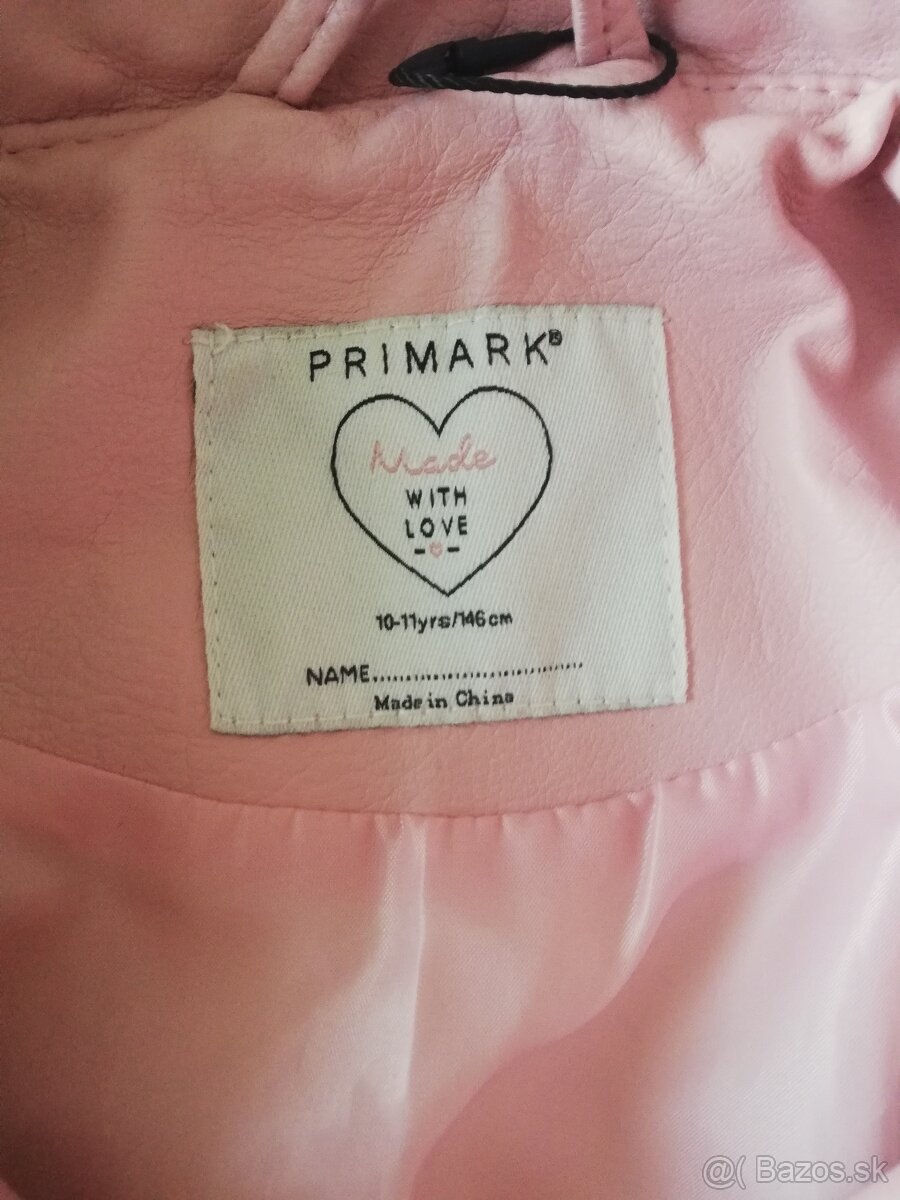 PRIMARK®
Made
WITH
LOVE
10-11yrs/146cm
NAME..............................
Made in China
@( Bazos.sk